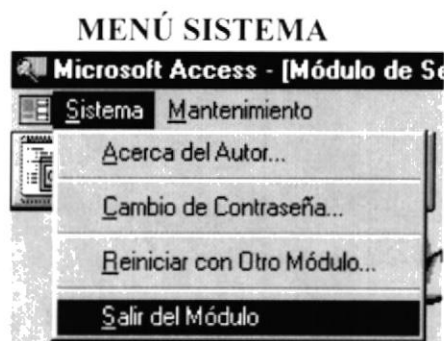 MENÚ SISTEMA
Microsoft Access - [Módulo de Se
Sistema Mantenimiento
Acerca del Autor...
Cambio de Contraseña...
Reiniciar con Otro Módulo...
Salir del Módulo